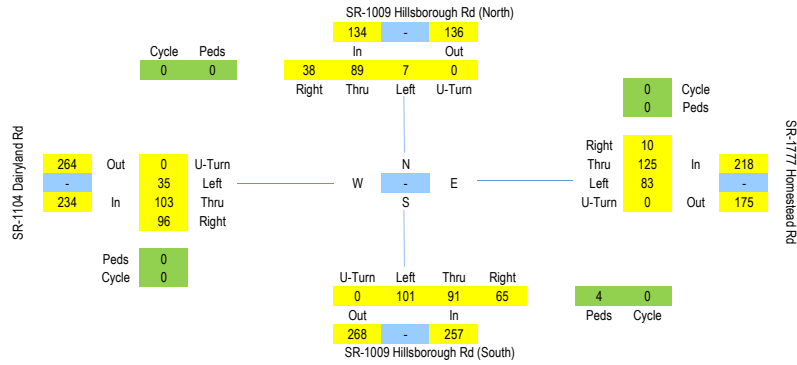 SR-1009 Hillsborough Rd (North)
134 - 136
Cycle Peds In Out
0 0 38 89 7 0
Right Thru Left U-Turn
0 Cycle
0 Peds
SR-1104 Dairyland Rd
SR-1777 Homestead Rd
Right 10
264 Out 0 U-Turn N Thru 125 In 218
- 35 Left W - E Left 83 -
234 In 103 Thru S U-Turn 0 Out 175
96 Right
Peds 0
Cycle 0
U-Turn Left Thru Right
0 101 91 65 4 0
Out In Peds Cycle
268 - 257
SR-1009 Hillsborough Rd (South)